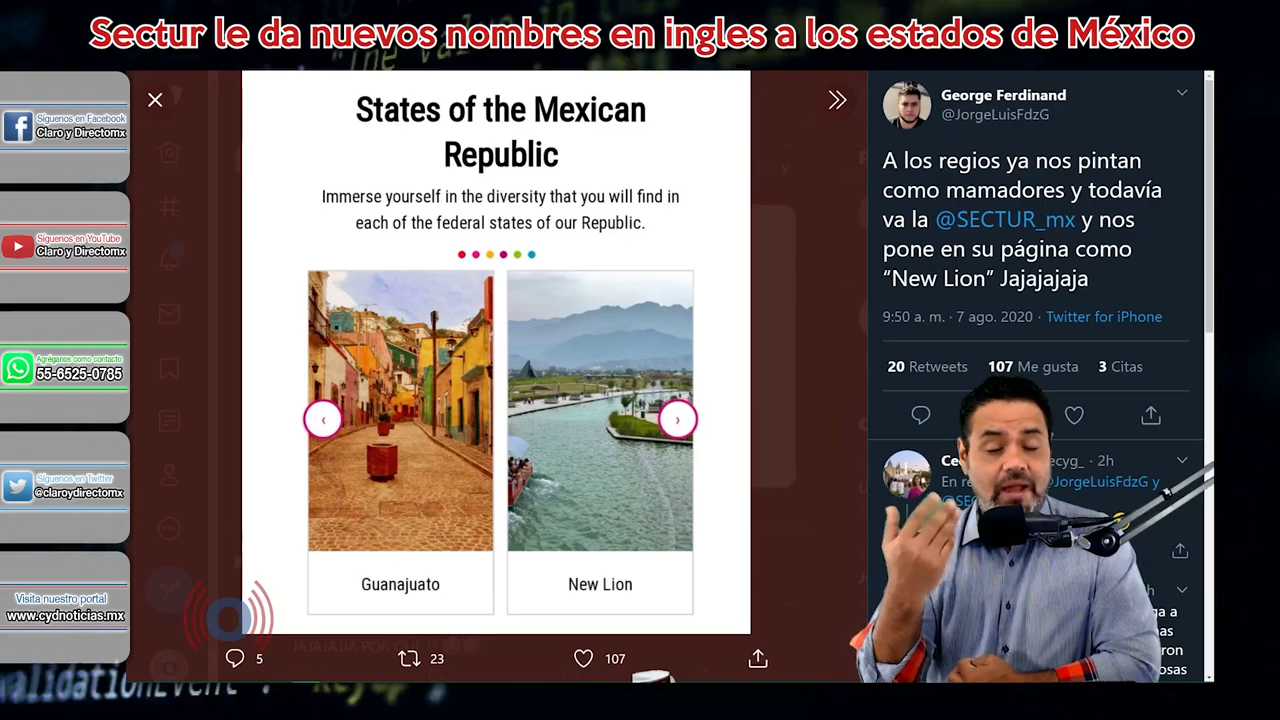 Sectur le da nuevos nombres en ingles a los estados de México
Síguenos en Facebook
Claro y Directomx
Síguenos en YouTube
Claro y Directomx
Agréganos como contacto
55-6525-0785
Síguenos en Twitter
@claroydirectomx
Visita nuestro portal
www.cydnoticias.mx
States of the Mexican
Republic
Immerse yourself in the diversity that you will find in
each of the federal states of our Republic.
Guanajuato
New Lion
5
23
107
George Ferdinand
@JorgeLuisFdzG
A los regios ya nos pintan
como mamadores y todavía
va la @SECTUR_mx y nos
pone en su página como
“New Lion” Jajajajaja
9:50 a. m. · 7 ago. 2020 · Twitter for iPhone
20 Retweets 107 Me gusta 3 Citas
ecyg_ · 2h
@JorgeLuisFdzG y